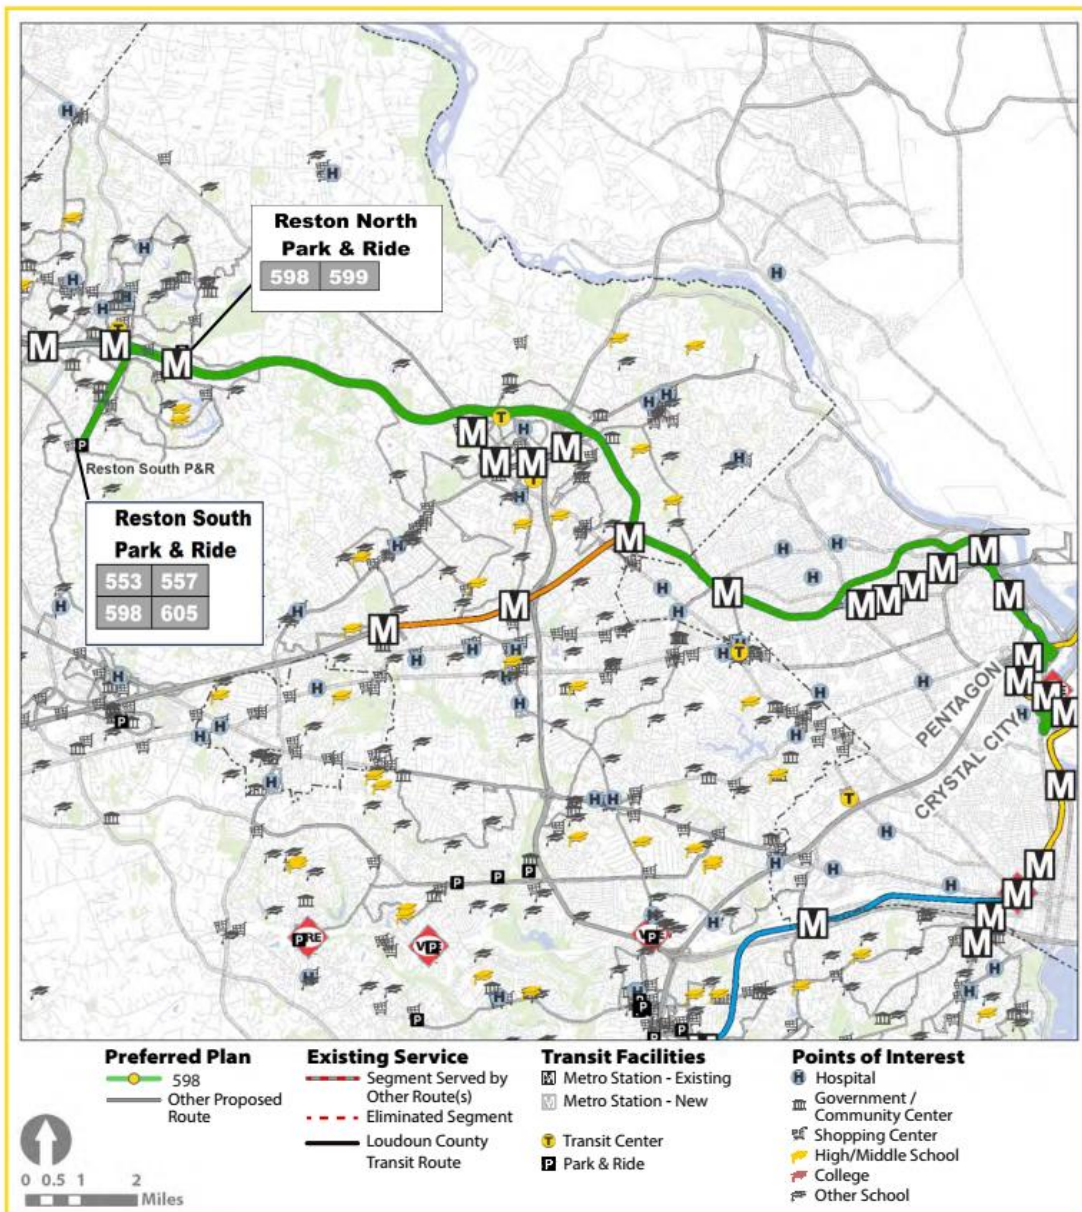 Reston North
Park & Ride
598 599
Reston South P&R
Reston South
Park & Ride
553 557
598 605
PENTAGON
CRYSTAL CITY
Preferred Plan
598
Other Proposed
Route
Existing Service
Segment Served by
Other Route(s)
Eliminated Segment
Loudoun County
Transit Route
Transit Facilities
M Metro Station - Existing
M Metro Station - New
T Transit Center
P Park & Ride
Points of Interest
H Hospital
Government /
Community Center
Shopping Center
High/Middle School
College
Other School
0 0.5 1 2
Miles